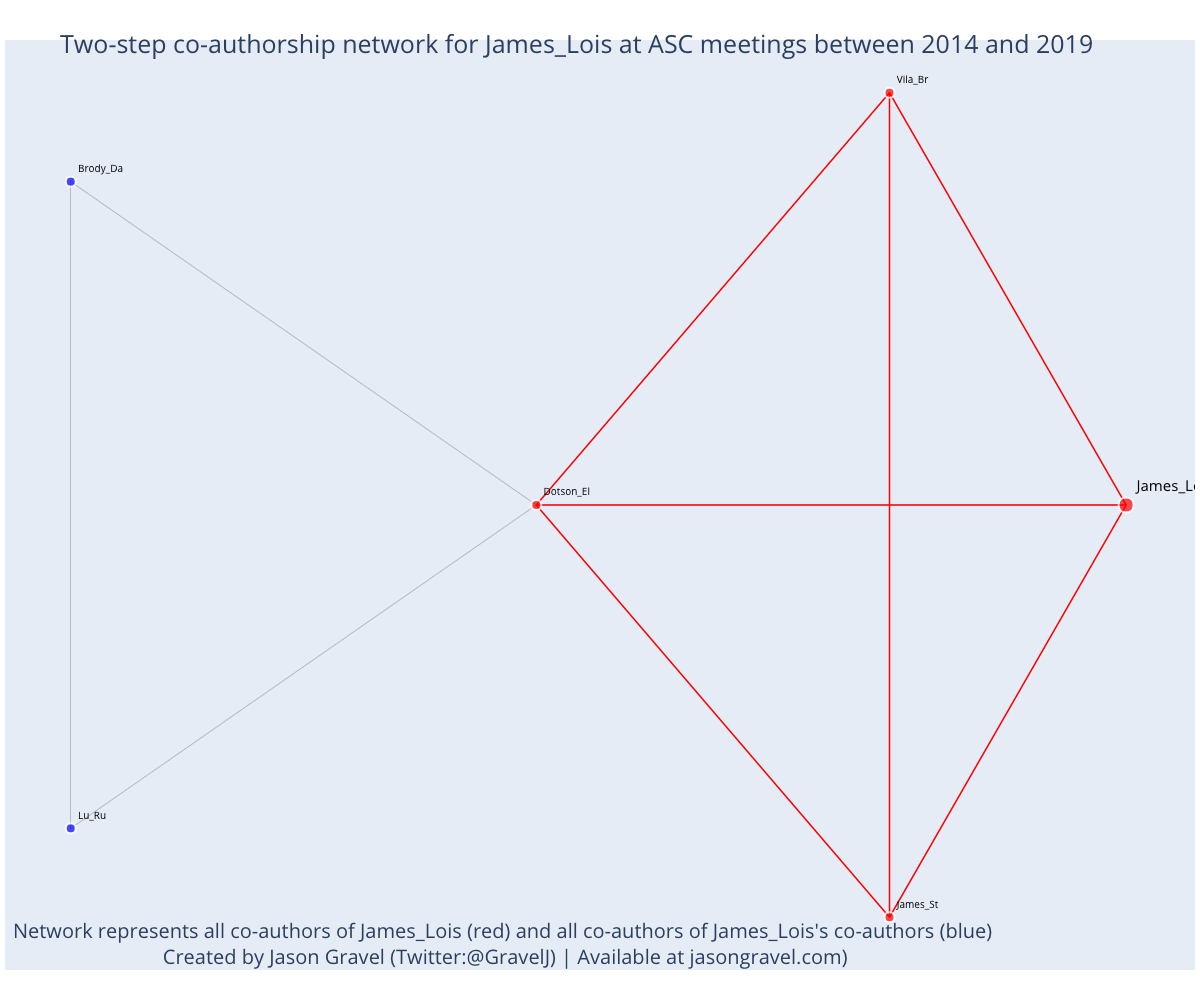 Two-step co-authorship network for James_Lois at ASC meetings between 2014 and 2019
Vila_Br
Brody_Da
James_Lo
Dotson_El
Lu_Ru
James_St
Network represents all co-authors of James_Lois (red) and all co-authors of James_Lois's co-authors (blue)
Created by Jason Gravel (Twitter:@GravelJ) | Available at jasongravel.com)